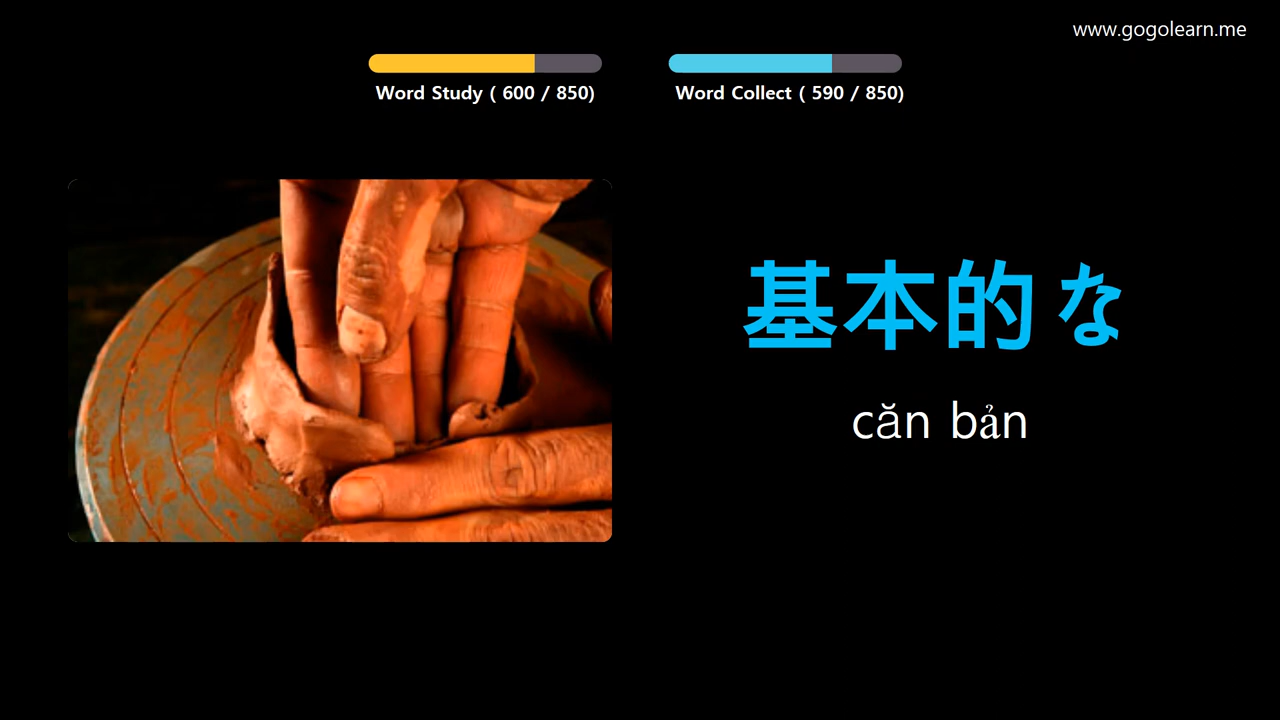 www.gogolearn.me
Word Study ( 600 / 850)
Word Collect ( 590 / 850)
基本的な
căn bản